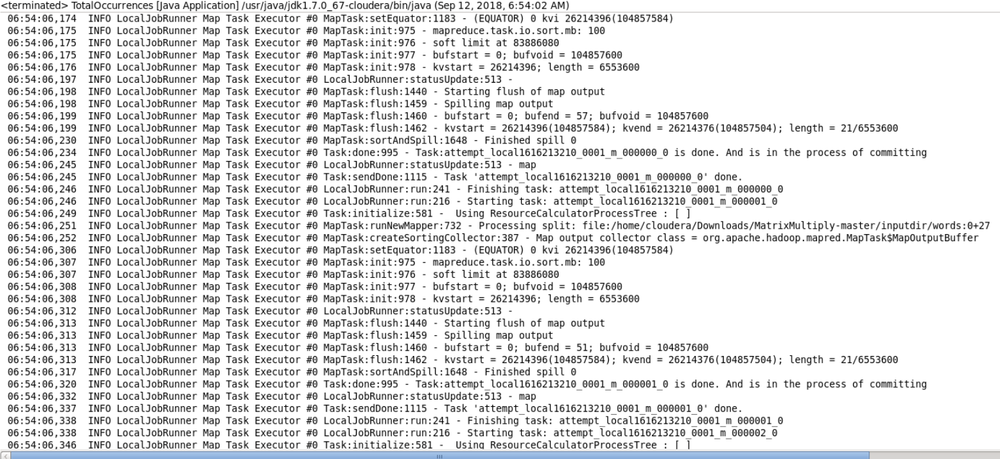 <terminated> TotalOccurrences [Java Application] /usr/java/jdk1.7.0_67-cloudera/bin/java (Sep 12, 2018, 6:54:02 AM)
06:54:06,174  INFO LocalJobRunner Map Task Executor #0 MapTask:setEquator:1183 - (EQUATOR) 0 kvi 26214396(104857584)
06:54:06,175  INFO LocalJobRunner Map Task Executor #0 MapTask:init:975 - mapreduce.task.io.sort.mb: 100
06:54:06,175  INFO LocalJobRunner Map Task Executor #0 MapTask:init:976 - soft limit at 83886080
06:54:06,175  INFO LocalJobRunner Map Task Executor #0 MapTask:init:977 - bufstart = 0; bufvoid = 104857600
06:54:06,176  INFO LocalJobRunner Map Task Executor #0 MapTask:init:978 - kvstart = 26214396; length = 6553600
06:54:06,197  INFO LocalJobRunner Map Task Executor #0 LocalJobRunner:statusUpdate:513 -
06:54:06,198  INFO LocalJobRunner Map Task Executor #0 MapTask:flush:1440 - Starting flush of map output
06:54:06,198  INFO LocalJobRunner Map Task Executor #0 MapTask:flush:1459 - Spilling map output
06:54:06,199  INFO LocalJobRunner Map Task Executor #0 MapTask:flush:1460 - bufstart = 0; bufend = 57; bufvoid = 104857600
06:54:06,199  INFO LocalJobRunner Map Task Executor #0 MapTask:flush:1462 - kvstart = 26214396(104857584); kvend = 26214376(104857504); length = 21/6553600
06:54:06,230  INFO LocalJobRunner Map Task Executor #0 MapTask:sortAndSpill:1648 - Finished spill 0
06:54:06,234  INFO LocalJobRunner Map Task Executor #0 Task:done:995 - Task:attempt_local1616213210_0001_m_000000_0 is done. And is in the process of committing
06:54:06,245  INFO LocalJobRunner Map Task Executor #0 LocalJobRunner:statusUpdate:513 - map
06:54:06,245  INFO LocalJobRunner Map Task Executor #0 Task:sendDone:1115 - Task 'attempt_local1616213210_0001_m_000000_0' done.
06:54:06,246  INFO LocalJobRunner Map Task Executor #0 LocalJobRunner:run:241 - Finishing task: attempt_local1616213210_0001_m_000000_0
06:54:06,246  INFO LocalJobRunner Map Task Executor #0 LocalJobRunner:run:216 - Starting task: attempt_local1616213210_0001_m_000001_0
06:54:06,249  INFO LocalJobRunner Map Task Executor #0 Task:initialize:581 -  Using ResourceCalculatorProcessTree : [ ]
06:54:06,251  INFO LocalJobRunner Map Task Executor #0 MapTask:runNewMapper:732 - Processing split: file:/home/cloudera/Downloads/MatrixMultiply-master/inputdir/words:0+27
06:54:06,252  INFO LocalJobRunner Map Task Executor #0 MapTask:createSortingCollector:387 - Map output collector class = org.apache.hadoop.mapred.MapTask$MapOutputBuffer
06:54:06,306  INFO LocalJobRunner Map Task Executor #0 MapTask:setEquator:1183 - (EQUATOR) 0 kvi 26214396(104857584)
06:54:06,307  INFO LocalJobRunner Map Task Executor #0 MapTask:init:975 - mapreduce.task.io.sort.mb: 100
06:54:06,307  INFO LocalJobRunner Map Task Executor #0 MapTask:init:976 - soft limit at 83886080
06:54:06,308  INFO LocalJobRunner Map Task Executor #0 MapTask:init:977 - bufstart = 0; bufvoid = 104857600
06:54:06,308  INFO LocalJobRunner Map Task Executor #0 MapTask:init:978 - kvstart = 26214396; length = 6553600
06:54:06,312  INFO LocalJobRunner Map Task Executor #0 LocalJobRunner:statusUpdate:513 -
06:54:06,313  INFO LocalJobRunner Map Task Executor #0 MapTask:flush:1440 - Starting flush of map output
06:54:06,313  INFO LocalJobRunner Map Task Executor #0 MapTask:flush:1459 - Spilling map output
06:54:06,313  INFO LocalJobRunner Map Task Executor #0 MapTask:flush:1460 - bufstart = 0; bufend = 51; bufvoid = 104857600
06:54:06,313  INFO LocalJobRunner Map Task Executor #0 MapTask:flush:1462 - kvstart = 26214396(104857584); kvend = 26214376(104857504); length = 21/6553600
06:54:06,317  INFO LocalJobRunner Map Task Executor #0 MapTask:sortAndSpill:1648 - Finished spill 0
06:54:06,320  INFO LocalJobRunner Map Task Executor #0 Task:done:995 - Task:attempt_local1616213210_0001_m_000001_0 is done. And is in the process of committing
06:54:06,332  INFO LocalJobRunner Map Task Executor #0 LocalJobRunner:statusUpdate:513 - map
06:54:06,337  INFO LocalJobRunner Map Task Executor #0 Task:sendDone:1115 - Task 'attempt_local1616213210_0001_m_000001_0' done.
06:54:06,338  INFO LocalJobRunner Map Task Executor #0 LocalJobRunner:run:241 - Finishing task: attempt_local1616213210_0001_m_000001_0
06:54:06,338  INFO LocalJobRunner Map Task Executor #0 LocalJobRunner:run:216 - Starting task: attempt_local1616213210_0001_m_000002_0
06:54:06,346  INFO LocalJobRunner Map Task Executor #0 Task:initialize:581 -  Using ResourceCalculatorProcessTree : [ ]